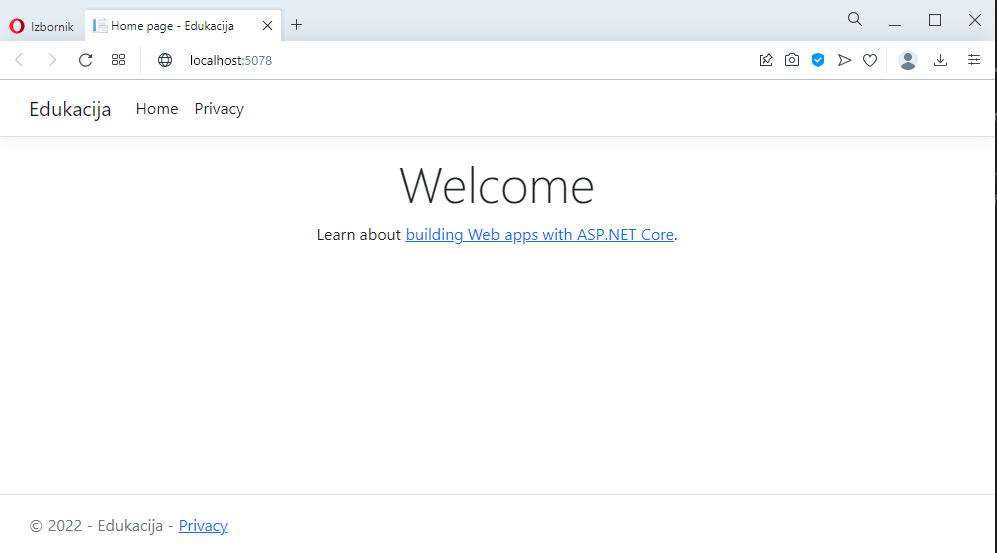 Izbornik
Home page - Edukacija
localhost:5078
Edukacija Home Privacy
Welcome
Learn about building Web apps with ASP.NET Core.
© 2022 - Edukacija - Privacy